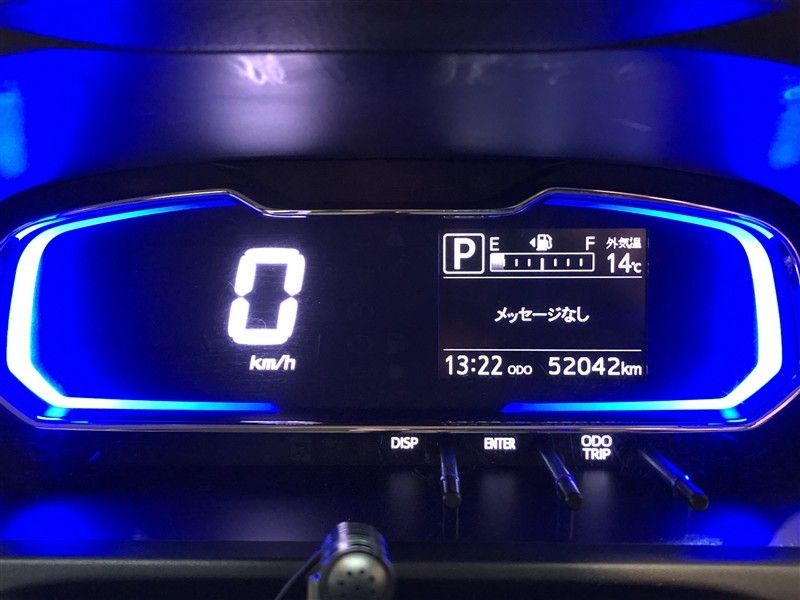 0
km/h
P E F 外気温
14℃
メッセージなし
13:22 ODO 52042km
DISP ENTER ODO
TRIP